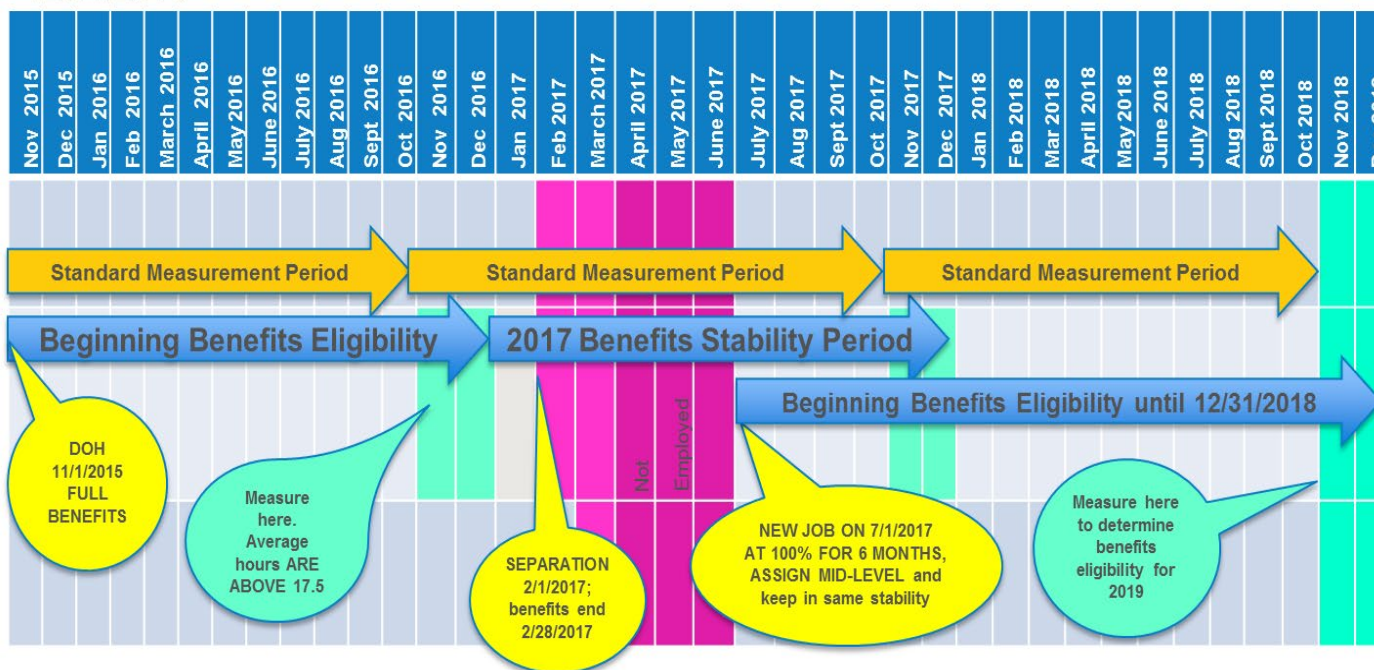 Nov 2015
Dec 2015
Jan 2016
Feb 2016
March 2016
April 2016
May 2016
June 2016
July 2016
Aug 2016
Sept 2016
Oct 2016
Nov 2016
Dec 2016
Jan 2017
Feb 2017
March 2017
April 2017
May 2017
June 2017
July 2017
Aug 2017
Sept 2017
Oct 2017
Nov 2017
Dec 2017
Jan 2018
Feb 2018
Mar 2018
April 2018
May 2018
June 2018
July 2018
Aug 2018
Sept 2018
Oct 2018
Nov 2018
Standard Measurement Period
Standard Measurement Period
Standard Measurement Period
Beginning Benefits Eligibility
2017 Benefits Stability Period
Beginning Benefits Eligibility until 12/31/2018
Not
Employed
DOH
11/1/2015
FULL
BENEFITS
Measure
here.
Average
hours ARE
ABOVE 17.5
SEPARATION
2/1/2017;
benefits end
2/28/2017
NEW JOB ON 7/1/2017
AT 100% FOR 6 MONTHS,
ASSIGN MID-LEVEL and
keep in same stability
Measure here
to determine
benefits
eligibility for
2019